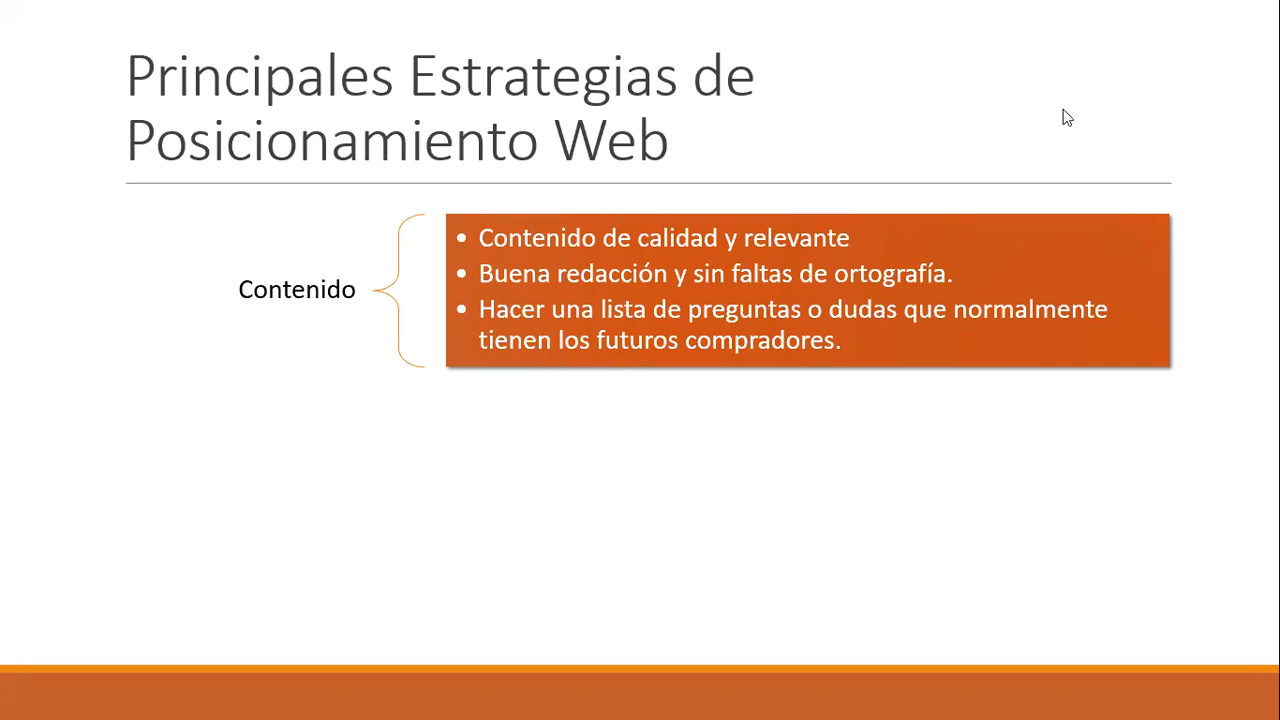 Principales Estrategias de
Posicionamiento Web
Contenido
• Contenido de calidad y relevante
• Buena redacción y sin faltas de ortografía.
• Hacer una lista de preguntas o dudas que normalmente
tienen los futuros compradores.